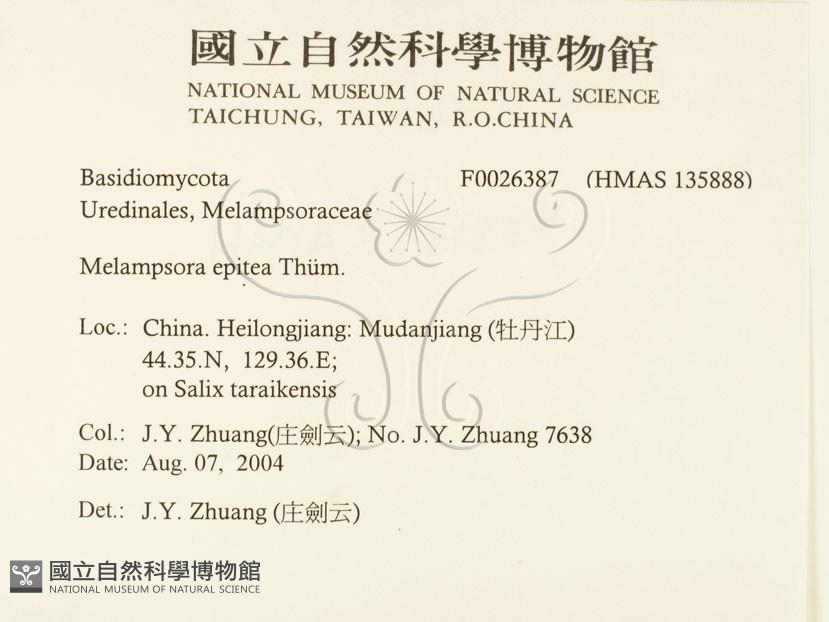 國立自然科學博物館
NATIONAL MUSEUM OF NATURAL SCIENCE
TAICHUNG, TAIWAN, R.O.CHINA
Basidiomycota F0026387 (HMAS 135888)
Uredinales, Melampsoraceae
Melampsora epitea Thüm.
Loc.: China. Heilongjiang: Mudanjiang (牡丹江)
44.35.N, 129.36.E;
on Salix taraikensis
Col.: J.Y. Zhuang(庄劍云); No. J.Y. Zhuang 7638
Date: Aug. 07, 2004
Det.: J.Y. Zhuang (庄劍云)
國立自然科學博物館
NATIONAL MUSEUM OF NATURAL SCIENCE